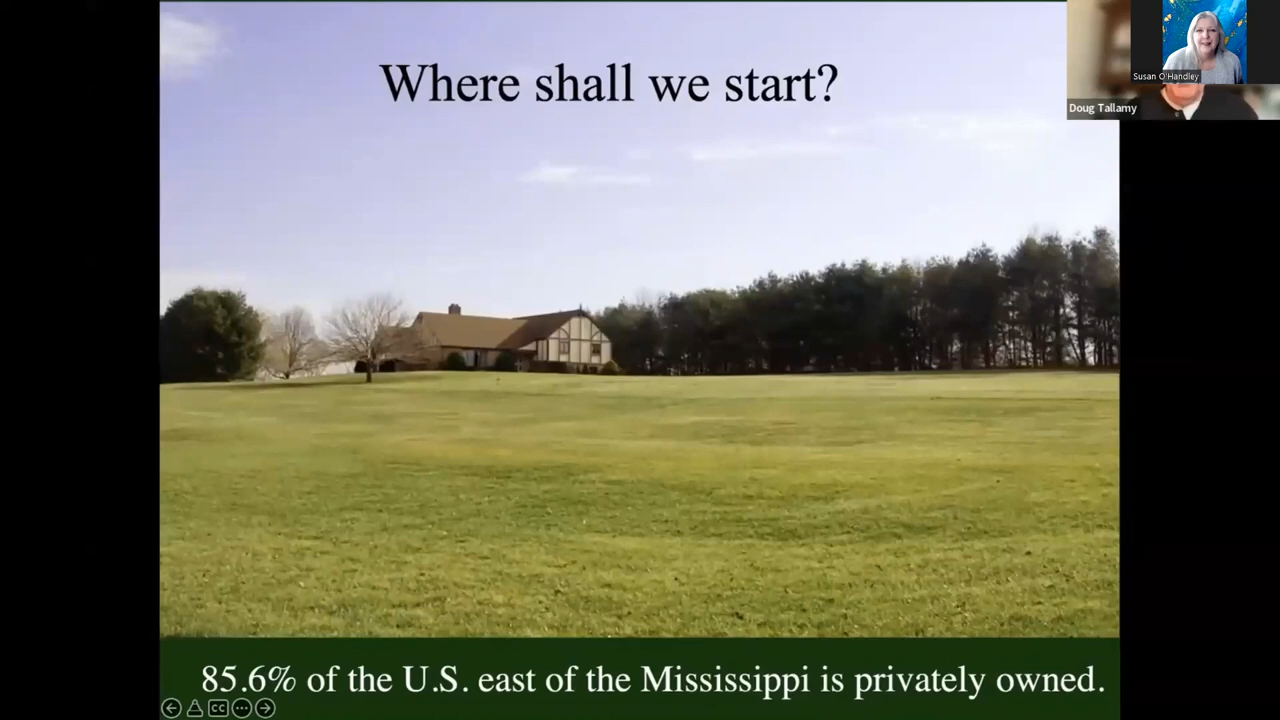 Where shall we start?
Susan O'Handley
Doug Tallamy
85.6% of the U.S. east of the Mississippi is privately owned.
CC